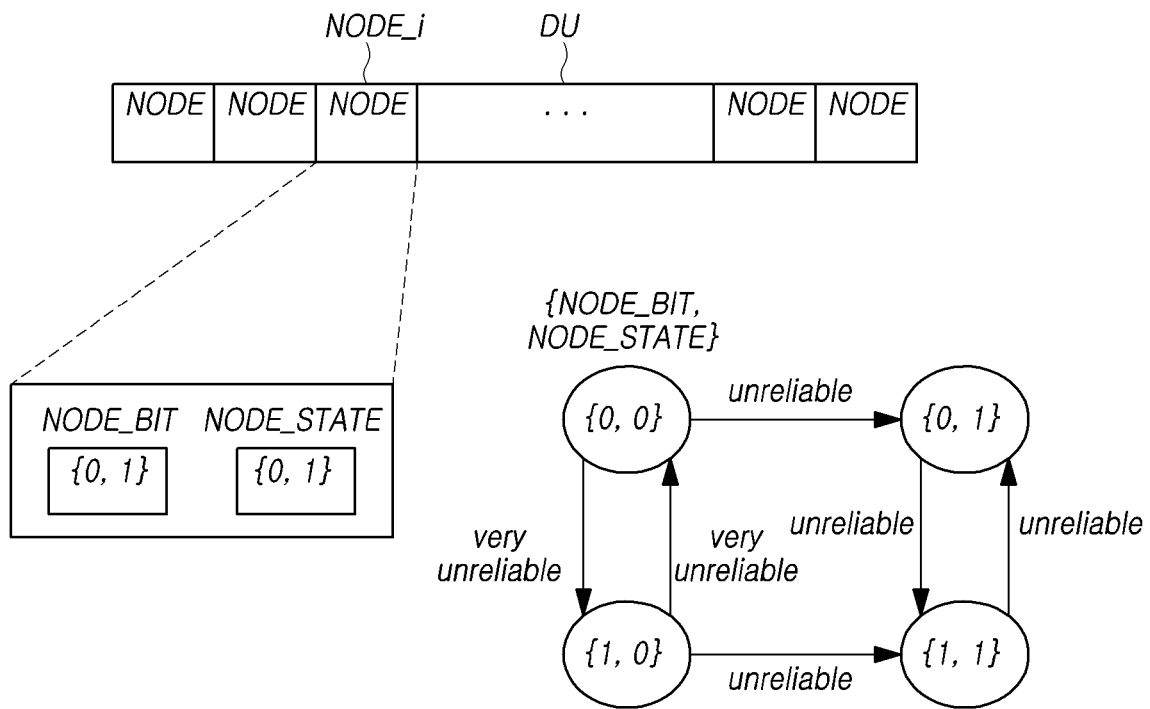 NODE_i DU
NODE NODE NODE ... NODE NODE
{NODE_BIT,
NODE_STATE}
NODE_BIT NODE_STATE
{0, 1} {0, 1}
{0, 0} unreliable {0, 1}
very
unreliable
very
unreliable
unreliable
unreliable
{1, 0} unreliable {1, 1}